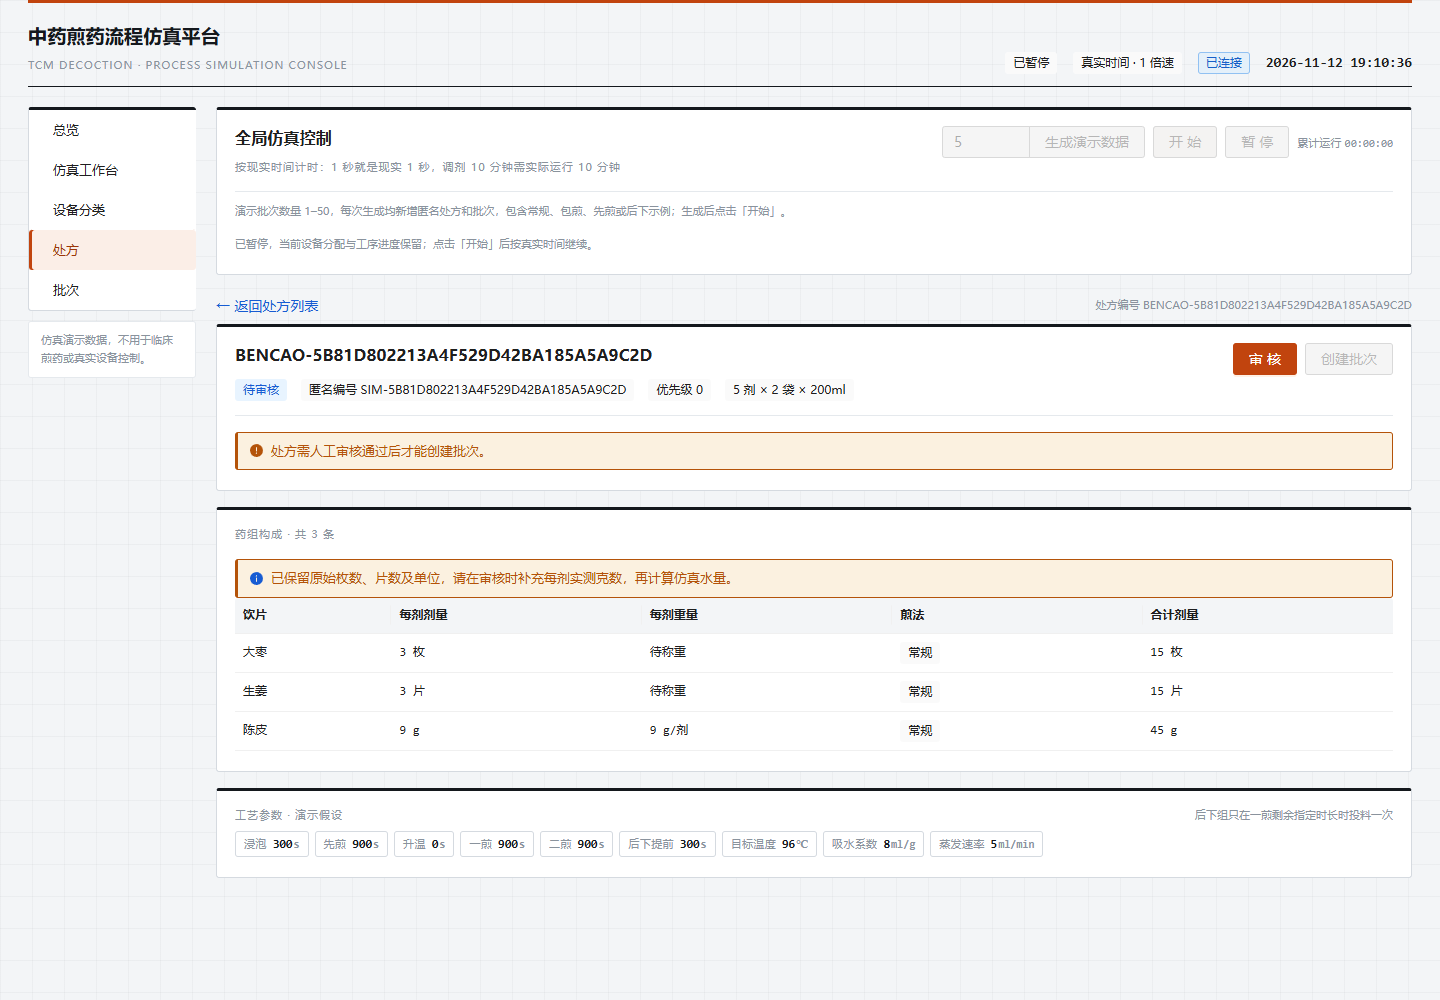 中药煎药流程仿真平台
TCM DECOCTION · PROCESS SIMULATION CONSOLE
已暂停 真实时间 · 1 倍速 已连接 2026-11-12 19:10:36
总览
仿真工作台
设备分类
处方
批次
仿真演示数据，不用于临床
煎药或真实设备控制。
全局仿真控制
5 生成演示数据 开 始 暂 停 累计运行 00:00:00
按现实时间计时：1 秒就是现实 1 秒，调剂 10 分钟需实际运行 10 分钟
演示批次数量 1–50，每次生成均新增匿名处方和批次，包含常规、包煎、先煎或后下示例；生成后点击「开始」。
已暂停，当前设备分配与工序进度保留；点击「开始」后按真实时间继续。
← 返回处方列表 处方编号 BENCAO-5B81D802213A4F529D42BA185A5A9C2D
BENCAO-5B81D802213A4F529D42BA185A5A9C2D
审 核 创建批次
待审核 匿名编号 SIM-5B81D802213A4F529D42BA185A5A9C2D 优先级 0 5 剂 × 2 袋 × 200ml
处方需人工审核通过后才能创建批次。
药组构成 · 共 3 条
已保留原始枚数、片数及单位，请在审核时补充每剂实测克数，再计算仿真水量。
饮片 每剂剂量 每剂重量 煎法 合计剂量
大枣 3 枚 待称重 常规 15 枚
生姜 3 片 待称重 常规 15 片
陈皮 9 g 9 g/剂 常规 45 g
工艺参数 · 演示假设 后下组只在一煎剩余指定时长时投料一次
浸泡 300s 先煎 900s 升温 0s 一煎 900s 二煎 900s 后下提前 300s 目标温度 96℃ 吸水系数 8ml/g 蒸发速率 5ml/min